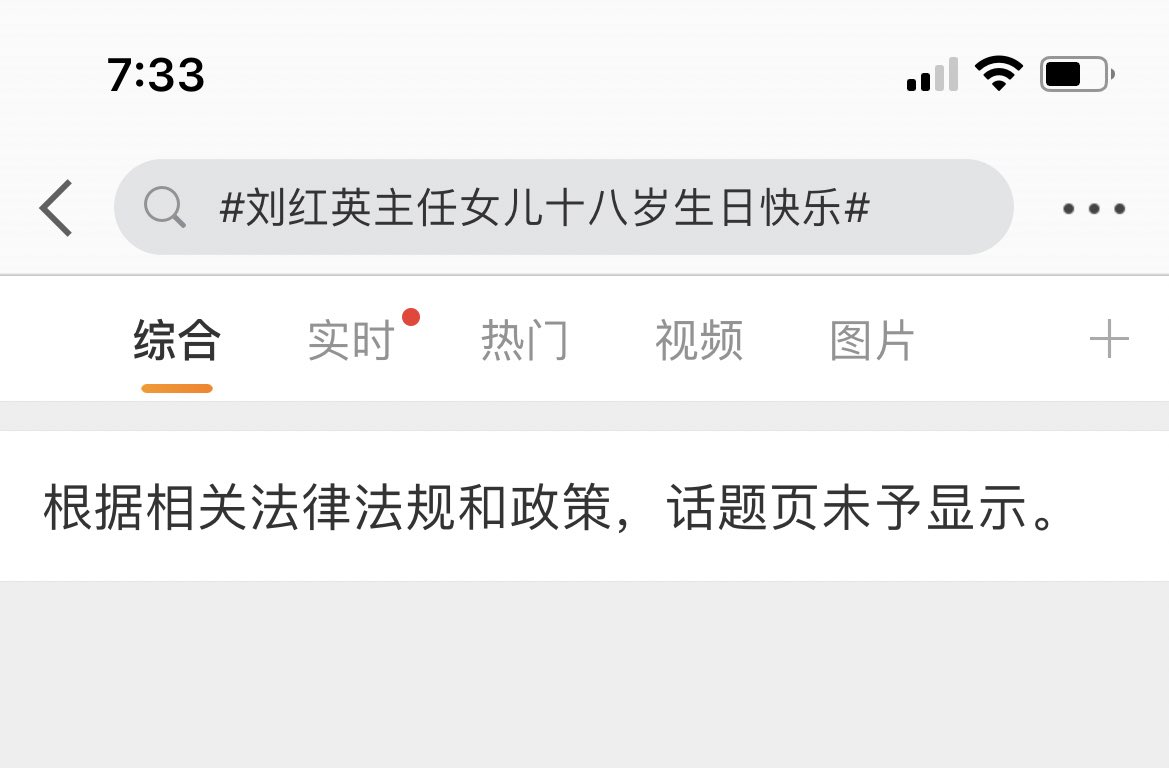 7:33
#刘红英主任女儿十八岁生日快乐#
综合 实时 热门 视频 图片
根据相关法律法规和政策，话题页未予显示。